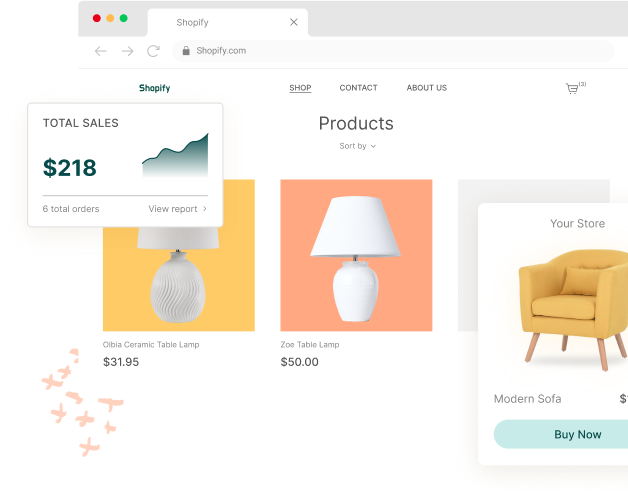 Shopify
Shopify.com
Shopify
SHOP
CONTACT
ABOUT US
(3)
TOTAL SALES
$218
6 total orders
View report
Products
Sort by
Olbia Ceramic Table Lamp
$31.95
Zoe Table Lamp
$50.00
Your Store
Modern Sofa
Buy Now